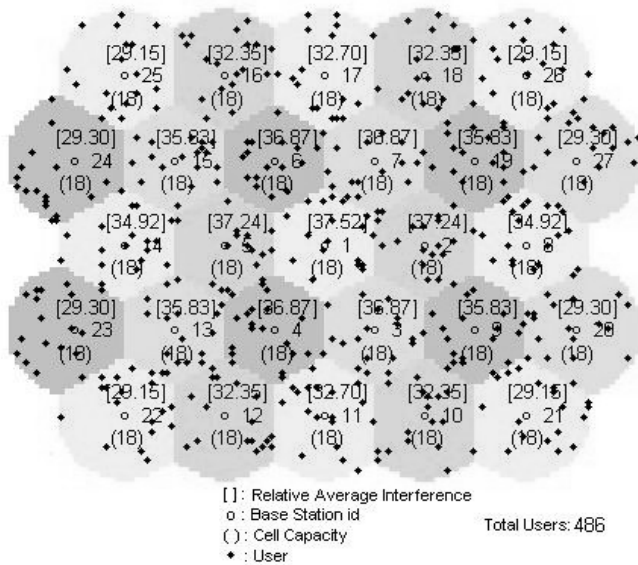 [29.15] [32.35] [32.70] [32.35] [29.15]
25 16 17 18 26
(18) (18) (18) (18) (18)
[29.30] [35.83] [36.87] [36.87] [35.83] [29.30]
24 15 6 7 19 27
(18) (18) (18) (18) (18) (18)
[34.92] [37.24] [37.52] [37.24] [34.92]
14 5 1 2 8
(18) (18) (18) (18) (18)
[29.30] [35.83] [36.87] [36.87] [35.83] [29.30]
23 13 4 3 9 20
(18) (18) (18) (18) (18) (18)
[29.15] [32.35] [32.70] [32.35] [29.15]
22 12 11 10 21
(18) (18) (18) (18) (18)
[ ] : Relative Average Interference
o : Base Station id
( ) : Cell Capacity
◆ : User
Total Users: 486